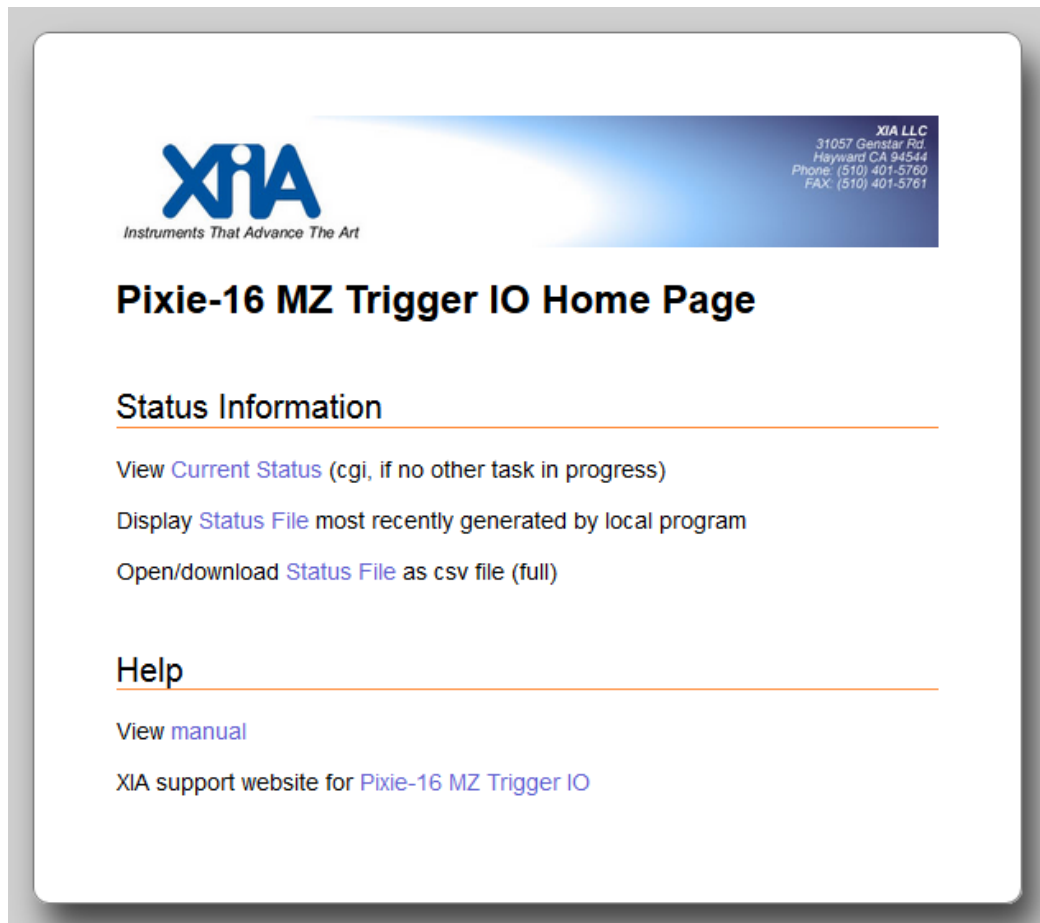 XIA LLC
31057 Genstar Rd.
Hayward CA 94544
Phone: (510) 401-5760
FAX: (510) 401-5761
XIA
Instruments That Advance The Art
Pixie-16 MZ Trigger IO Home Page
Status Information
View Current Status (cgi, if no other task in progress)
Display Status File most recently generated by local program
Open/download Status File as csv file (full)
Help
View manual
XIA support website for Pixie-16 MZ Trigger IO